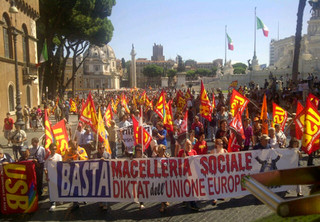 USB
BASTA MACELLERIA SOCIALE
DIKTAT dell'UNIONE EUROPEA